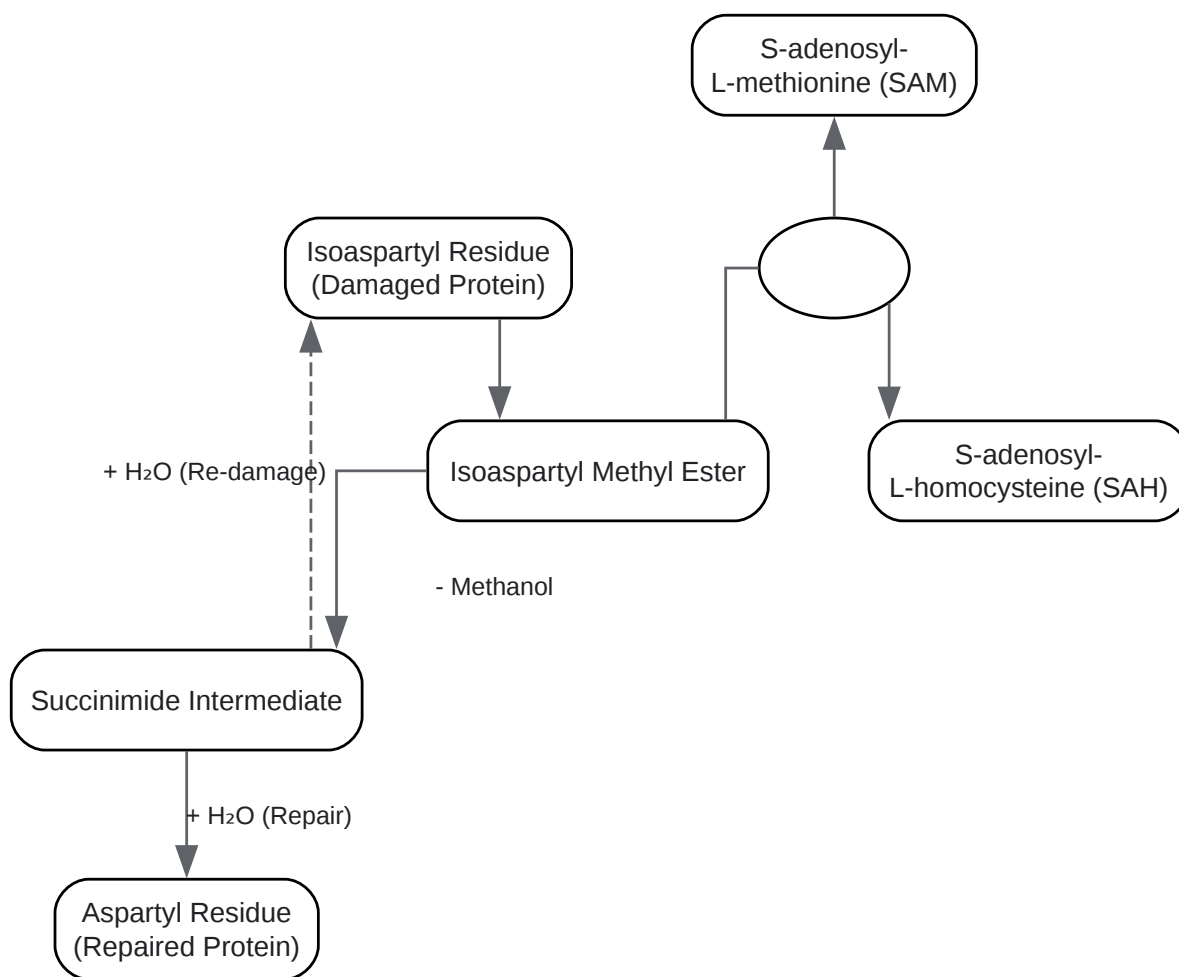 S-adenosyl-
L-methionine (SAM)
Isoaspartyl Residue
(Damaged Protein)
+ H₂O (Re-damage)
Isoaspartyl Methyl Ester
S-adenosyl-
L-homocysteine (SAH)
- Methanol
Succinimide Intermediate
+ H₂O (Repair)
Aspartyl Residue
(Repaired Protein)